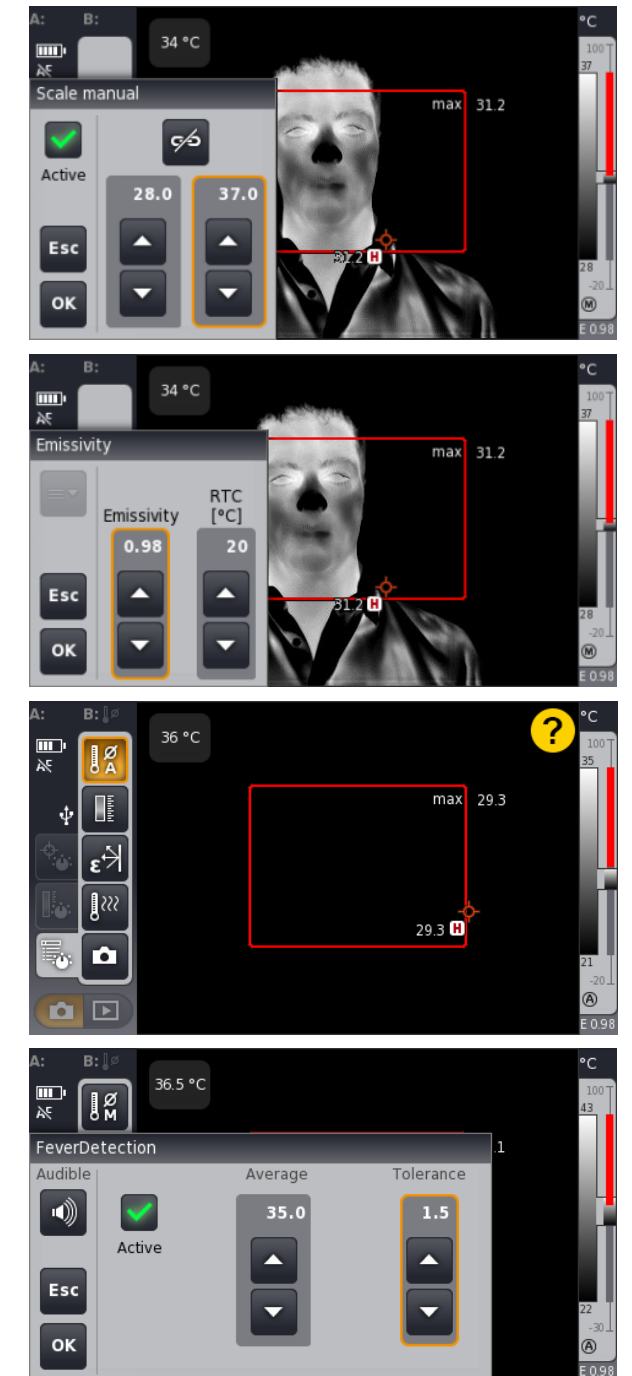 A: B: 34 °C °C
100
37
Scale manual
max 31.2
Active
28.0 37.0
Esc
OK
31.2 H
28
-20
M
E 0.98
A: B: 34 °C °C
100
37
Emissivity
max 31.2
Emissivity RTC
[°C]
0.98 20
Esc
OK
31.2 H
28
-20
M
E 0.98
A: B: 36 °C ? °C
100
35
A
max 29.3
ε
29.3 H
21
-20
A
E 0.98
A: B: 36.5 °C °C
100
43
M
FeverDetection
.1
Audible Average Tolerance
35.0 1.5
Active
Esc
OK
22
-30
A
E 0.98